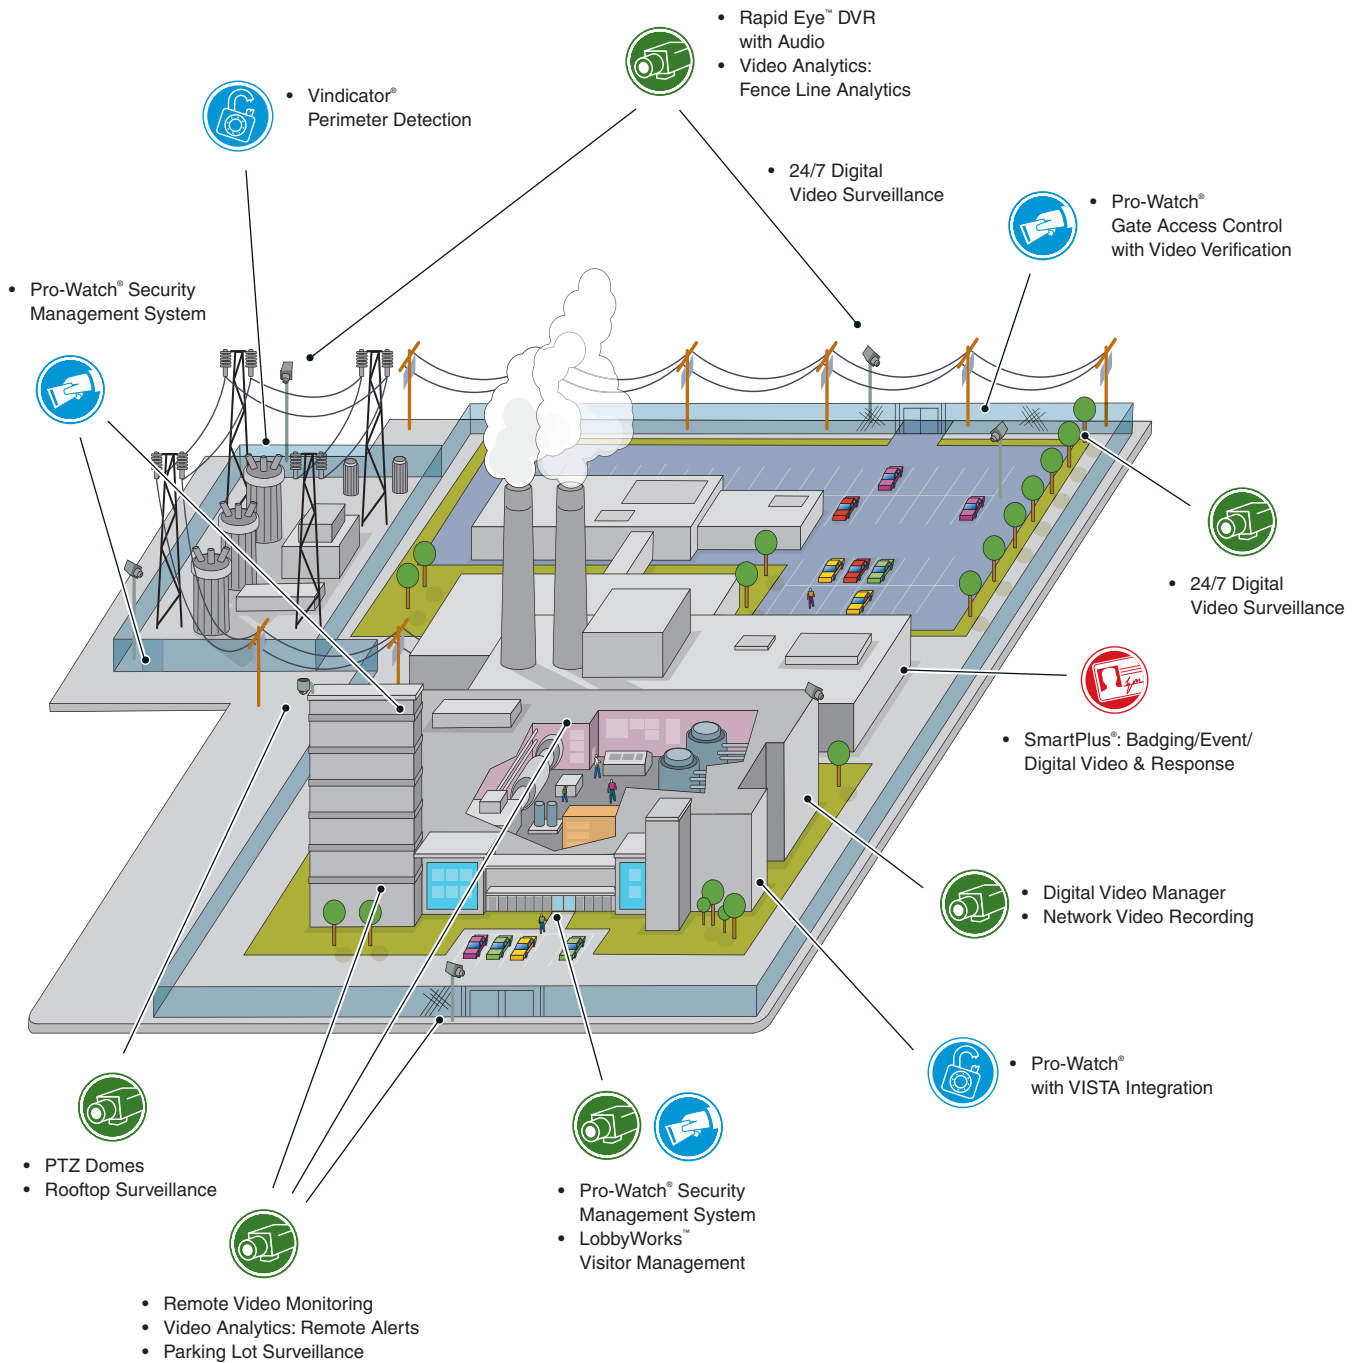 • Rapid Eye™ DVR
with Audio
• Video Analytics:
Fence Line Analytics
• Vindicator®
Perimeter Detection
• 24/7 Digital
Video Surveillance
• Pro-Watch®
Gate Access Control
with Video Verification
• Pro-Watch® Security
Management System
• 24/7 Digital
Video Surveillance
• SmartPlus®: Badging/Event/
Digital Video & Response
• Digital Video Manager
• Network Video Recording
• Pro-Watch®
with VISTA Integration
• PTZ Domes
• Rooftop Surveillance
• Pro-Watch® Security
Management System
• LobbyWorks™
Visitor Management
• Remote Video Monitoring
• Video Analytics: Remote Alerts
• Parking Lot Surveillance